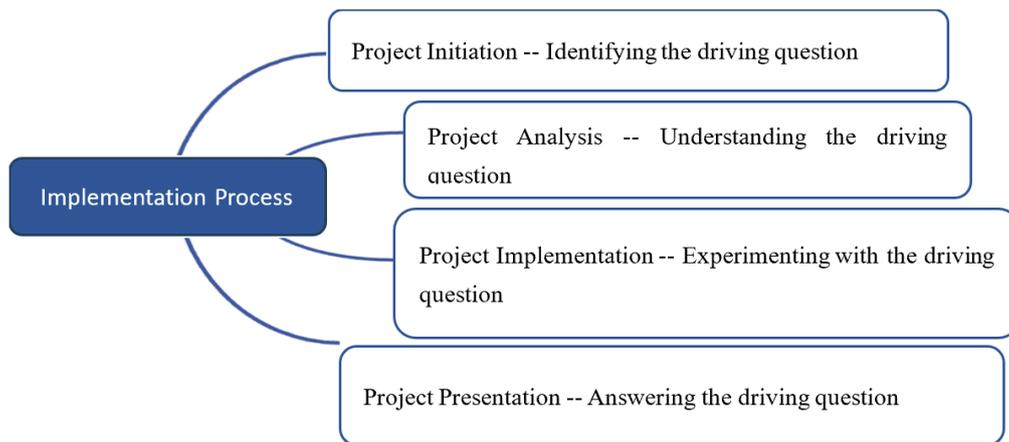 Project Initiation -- Identifying the driving question
Project Analysis -- Understanding the driving
question
Implementation Process
Project Implementation -- Experimenting with the driving
question
Project Presentation -- Answering the driving question